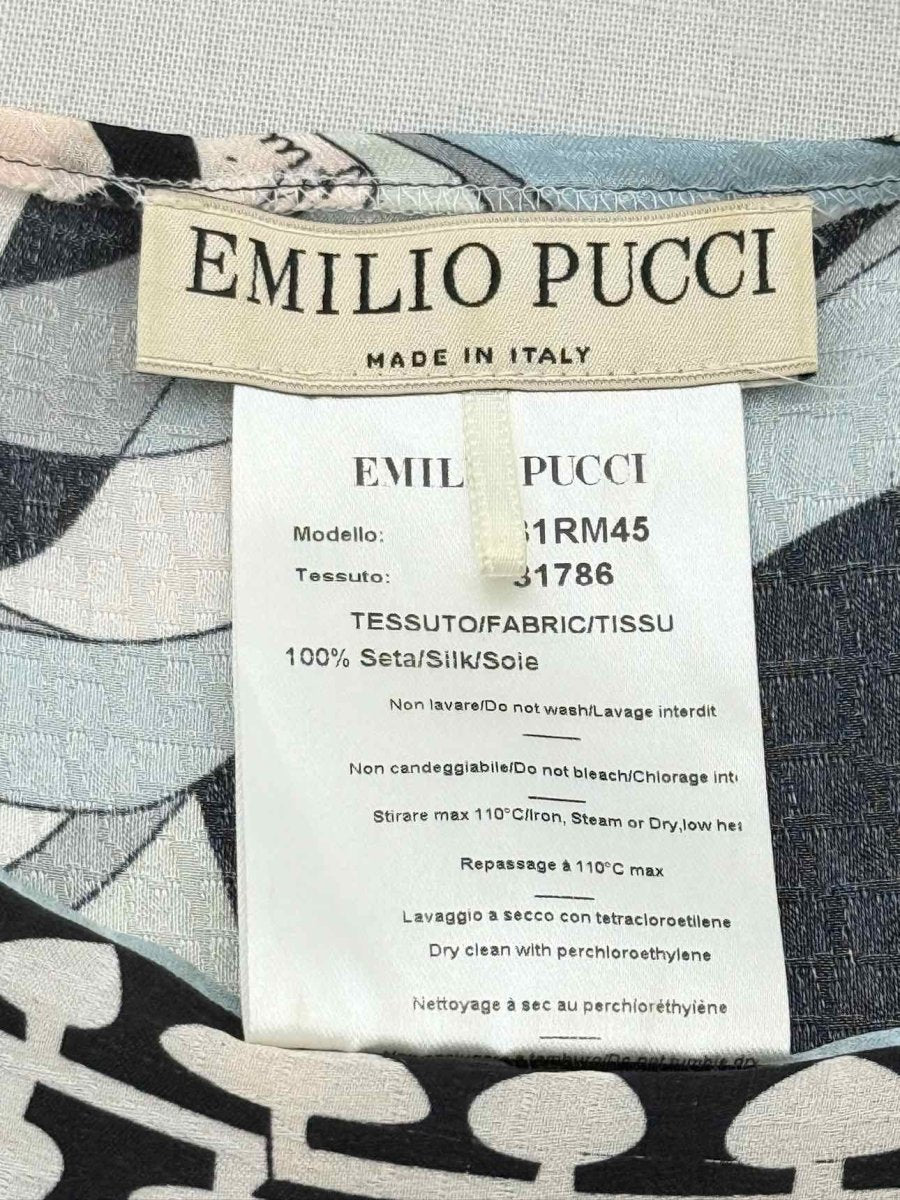 EMILIO PUCCI
MADE IN ITALY
PUCCI
Modello: 1RM45
Tessuto: 31786
TESSUTO/FABRIC/TISSU
100% Seta/Silk/Soie
Non lavare/Do not wash/Lavage interdit
Non candeggiabile/Do not bleach/Chlorage
Stirare max 110°C/Iron, Steam or Dry,low
Repassage à 110°C max
Lavaggio a secco con tetracloroetilene
Dry clean with perchloroethylene
Nettoyage à sec au perchloréthylène